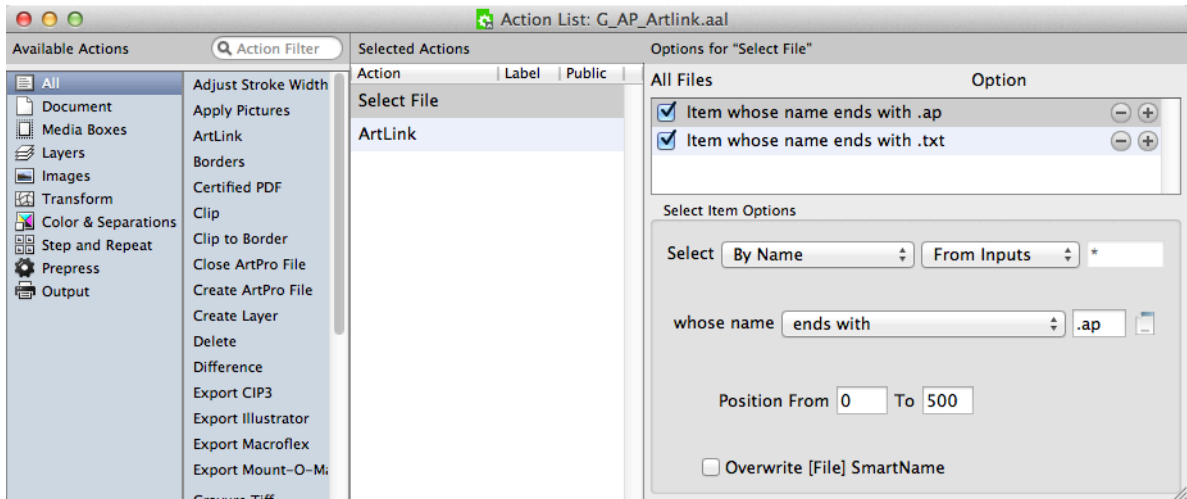 Action List: G_AP_Artlink.aal
Available Actions
Action Filter
All
Document
Media Boxes
Layers
Images
Transform
Color & Separations
Step and Repeat
Prepress
Output
Adjust Stroke Width
Apply Pictures
ArtLink
Borders
Certified PDF
Clip
Clip to Border
Close ArtPro File
Create ArtPro File
Create Layer
Delete
Difference
Export CIP3
Export Illustrator
Export Macroflex
Export Mount-O-Ma
Selected Actions
Action Label Public
Select File
ArtLink
Options for "Select File"
All Files Option
Item whose name ends with .ap
Item whose name ends with .txt
Select Item Options
Select By Name From Inputs *
whose name ends with .ap
Position From 0 To 500
Overwrite [File] SmartName